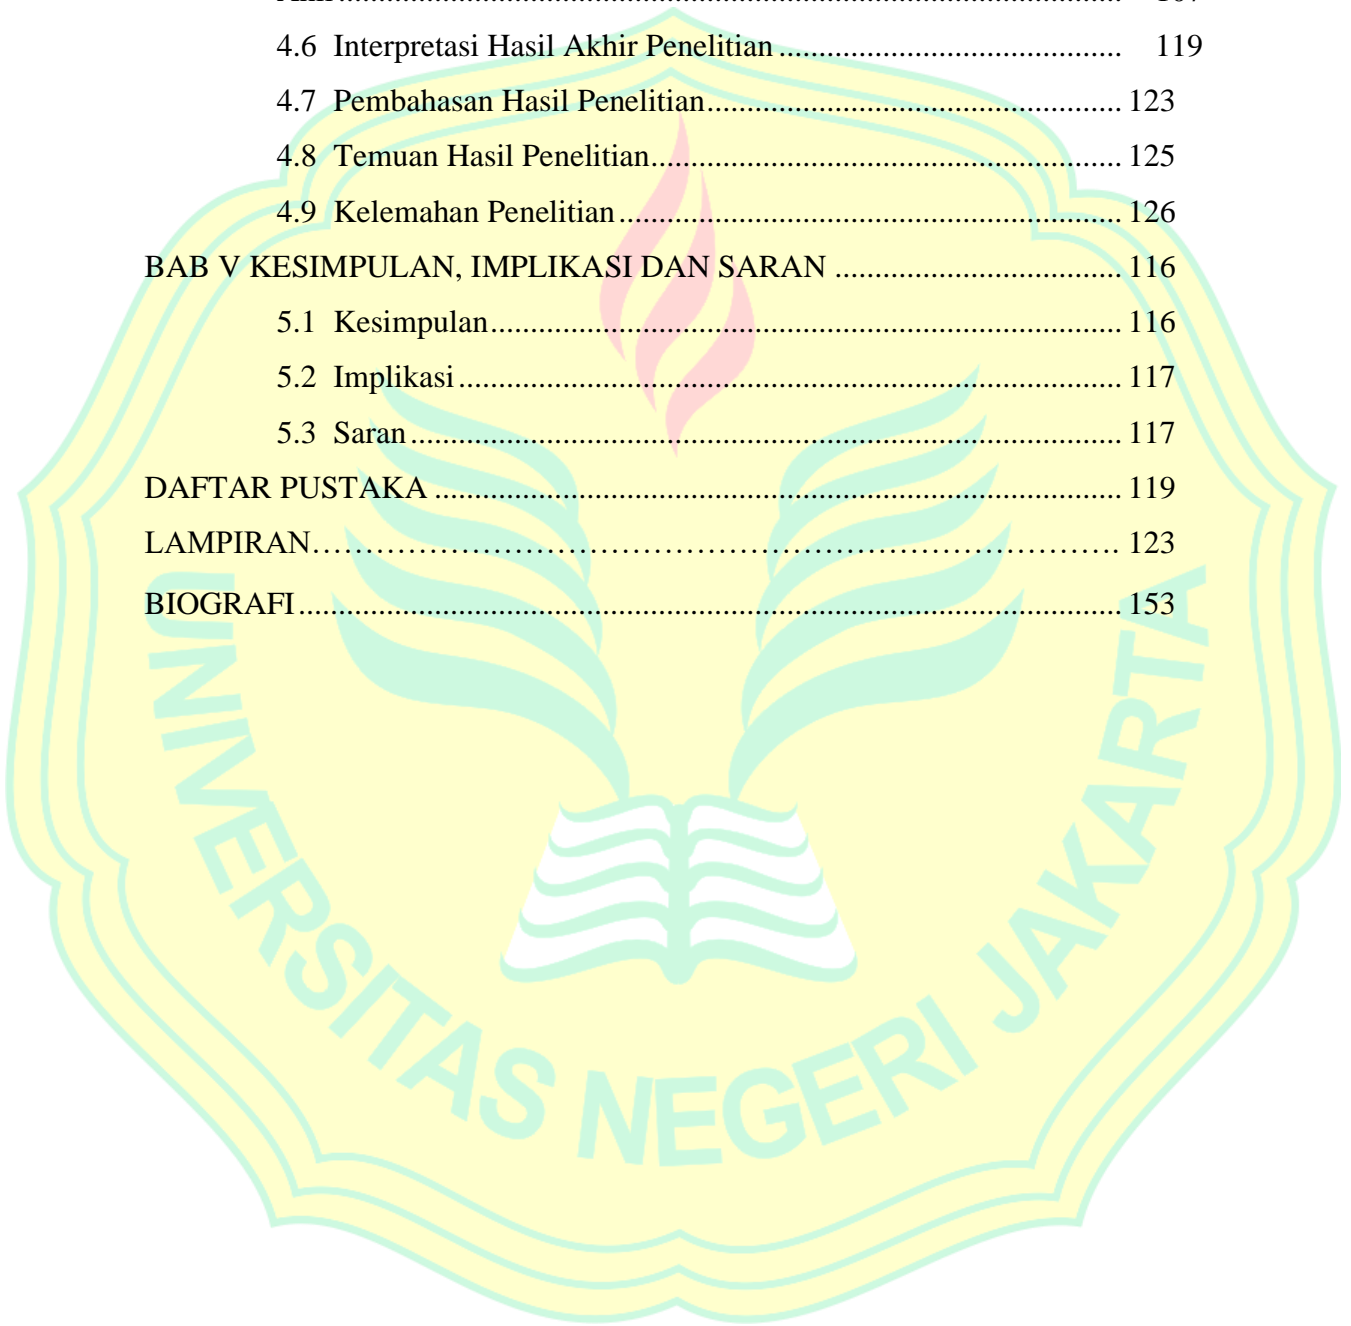 4.6 Interpretasi Hasil Akhir Penelitian ........................................... 119
4.7 Pembahasan Hasil Penelitian.................................................... 123
4.8 Temuan Hasil Penelitian........................................................... 125
4.9 Kelemahan Penelitian ............................................................... 126
BAB V KESIMPULAN, IMPLIKASI DAN SARAN .................................... 116
5.1 Kesimpulan............................................................................... 116
5.2 Implikasi ................................................................................... 117
5.3 Saran ......................................................................................... 117
DAFTAR PUSTAKA ...................................................................................... 119
LAMPIRAN…………………………………………………………………. 123
BIOGRAFI ....................................................................................................... 153
UNIVERSITAS NEGERI JAKARTA